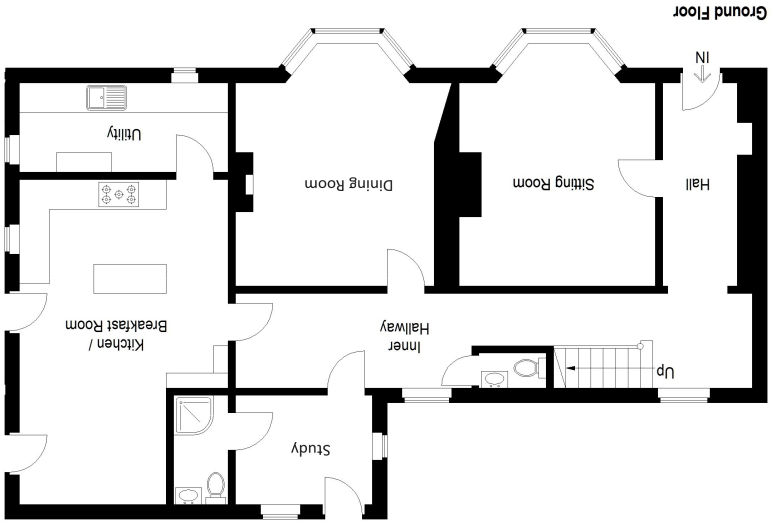 Study
Up
Inner
Hallway
Kitchen /
Breakfast Room
Hall
Sitting Room
Dining Room
Utility
IN
Ground Floor